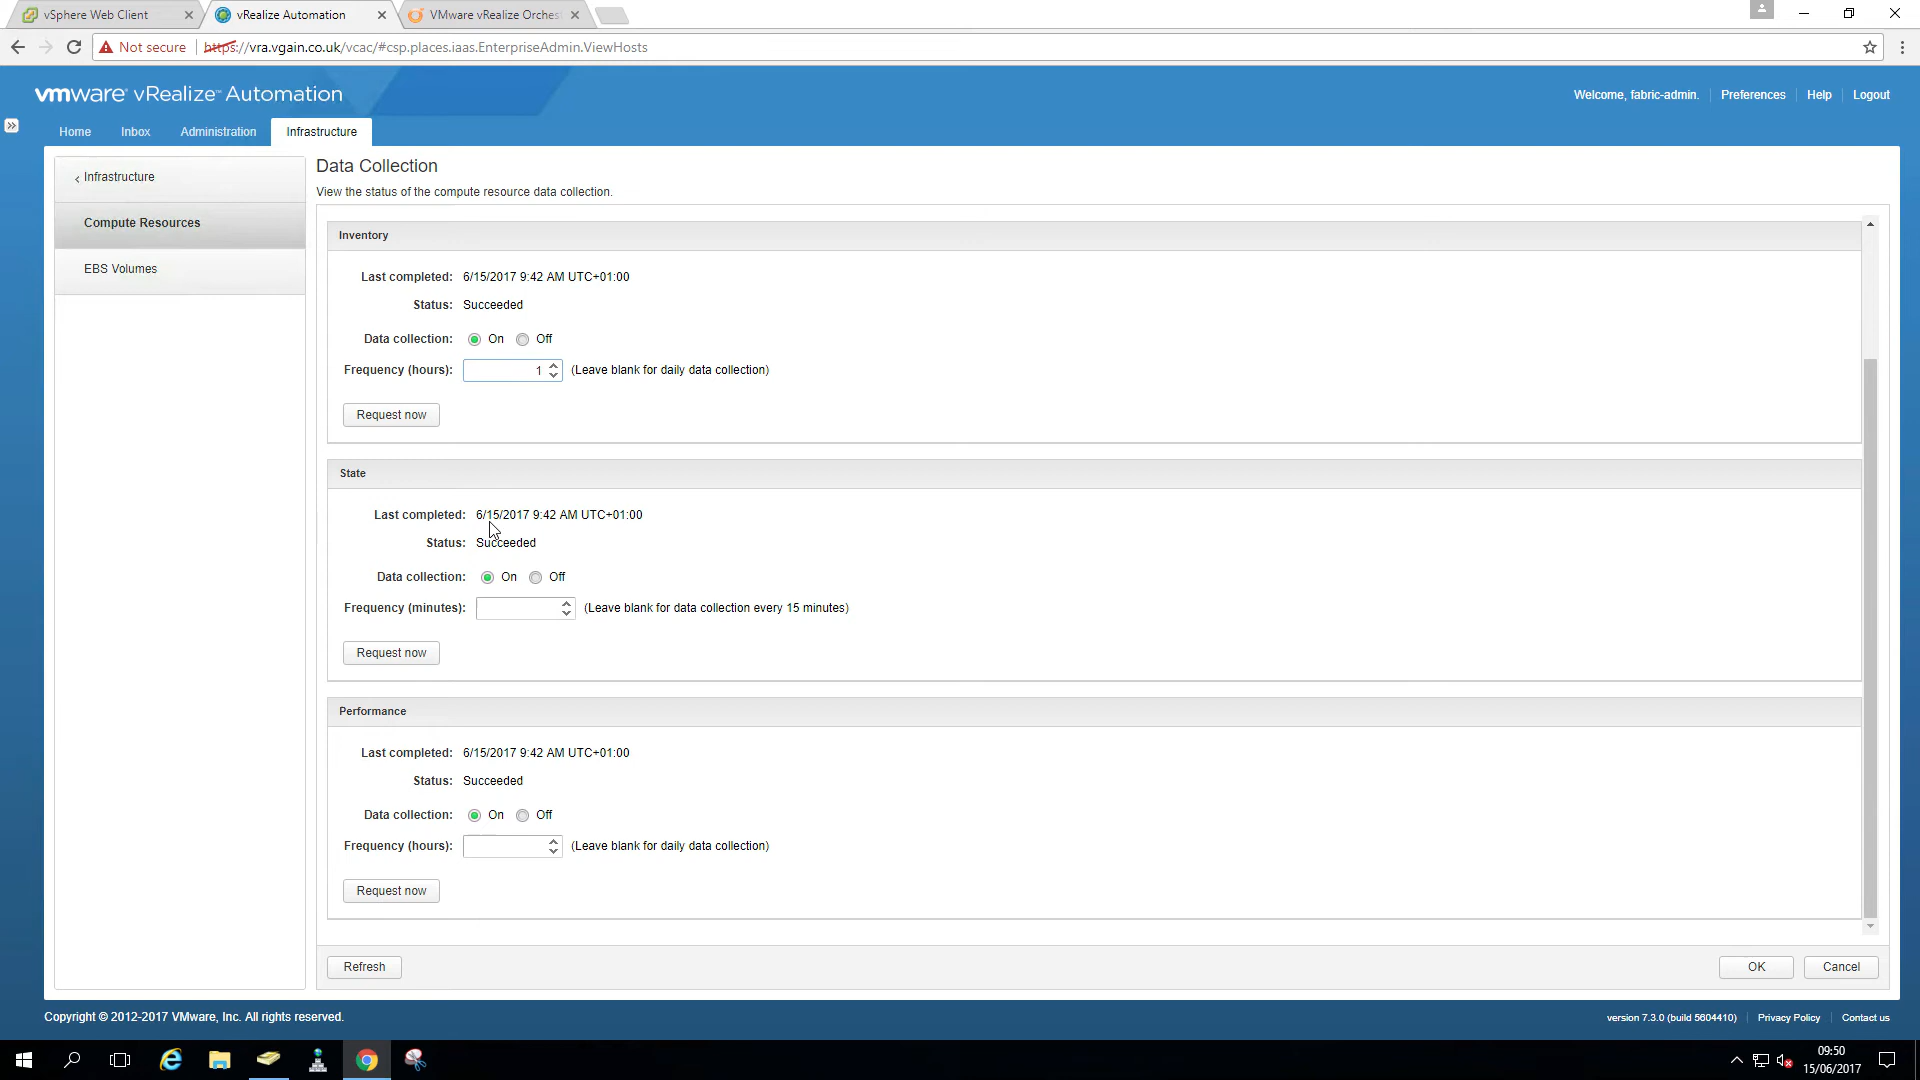 vSphere Web Client
vRealize Automation
VMware vRealize Orches
Not secure
https://vra.vgain.co.uk/vcac/#csp.places.iaas.EnterpriseAdmin.ViewHosts
vmware vRealize™ Automation
Welcome, fabric-admin.
Preferences
Help
Logout
Home
Inbox
Administration
Infrastructure
Infrastructure
Compute Resources
EBS Volumes
Data Collection
View the status of the compute resource data collection.
Inventory
Last completed: 6/15/2017 9:42 AM UTC+01:00
Status: Succeeded
Data collection: On Off
Frequency (hours): 1 (Leave blank for daily data collection)
Request now
State
Last completed: 6/15/2017 9:42 AM UTC+01:00
Status: Succeeded
Data collection: On Off
Frequency (minutes): (Leave blank for data collection every 15 minutes)
Request now
Performance
Last completed: 6/15/2017 9:42 AM UTC+01:00
Status: Succeeded
Data collection: On Off
Frequency (hours): (Leave blank for daily data collection)
Request now
Refresh
OK
Cancel
Copyright © 2012-2017 VMware, Inc. All rights reserved.
version 7.3.0 (build 5604410)
Privacy Policy
Contact us
09:50
15/06/2017